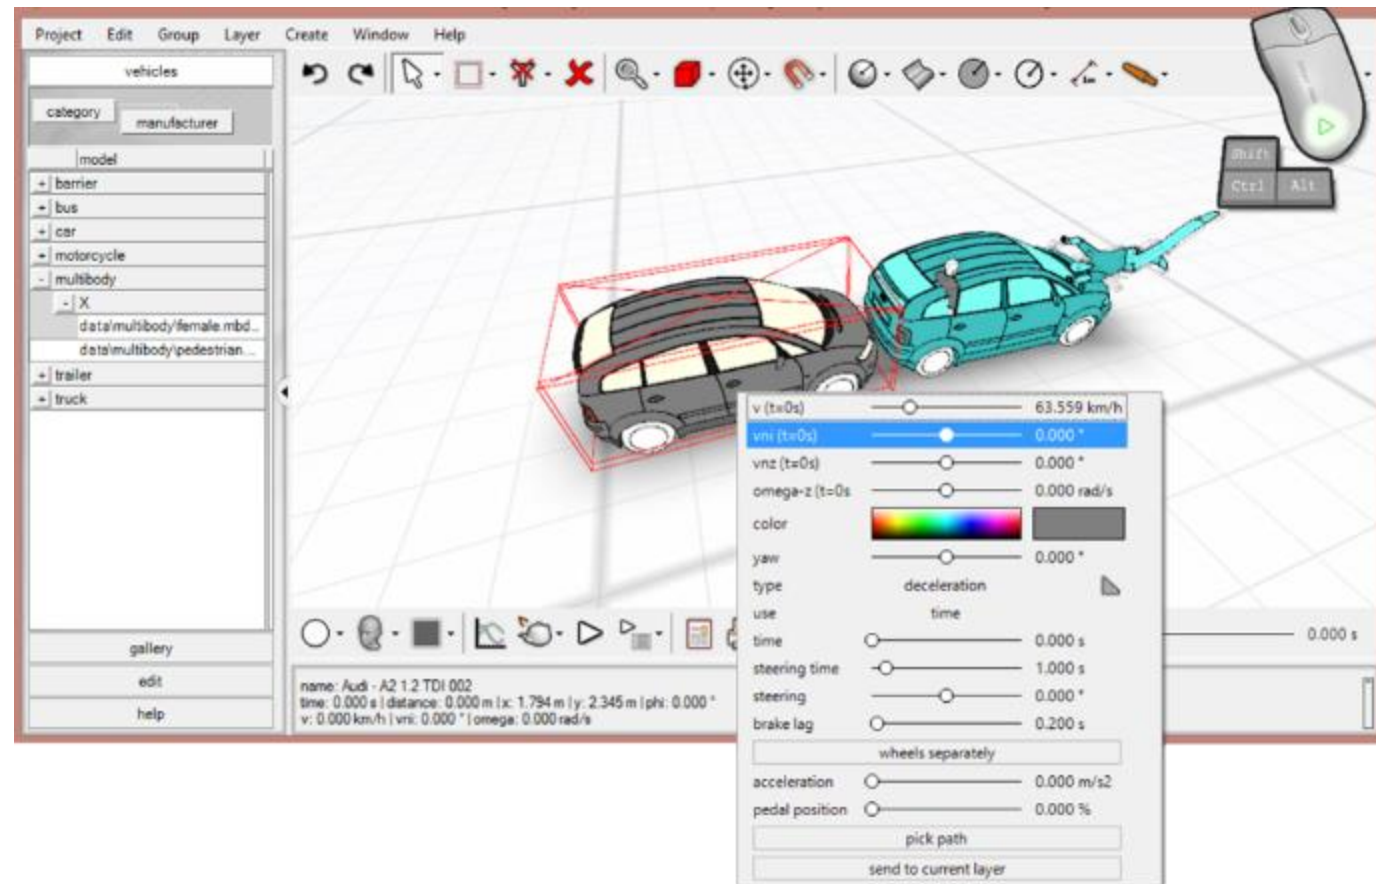 Project Edit Group Layer Create Window Help
vehicles
category
manufacturer
model
+ barrier
+ bus
+ car
+ motorcycle
- multibody
- X
data\multibody\female.mbd...
data\multibody\pedestrian...
+ trailer
+ truck
gallery
edit
help
Shift
Ctrl Alt
v (t=0s) 63.559 km/h
vni (t=0s) 0.000 °
vnz (t=0s) 0.000 °
omega-z (t=0s 0.000 rad/s
color
yaw 0.000 °
type deceleration
use time
time 0.000 s
steering time 1.000 s
steering 0.000 °
brake lag 0.200 s
wheels separately
acceleration 0.000 m/s2
pedal position 0.000 %
pick path
send to current layer
0.000 s
name: Audi - A2 1.2 TDI 002
time: 0.000 s | distance: 0.000 m | x: 1.794 m | y: 2.345 m | phi: 0.000 °
v: 0.000 km/h | vni: 0.000 ° | omega: 0.000 rad/s